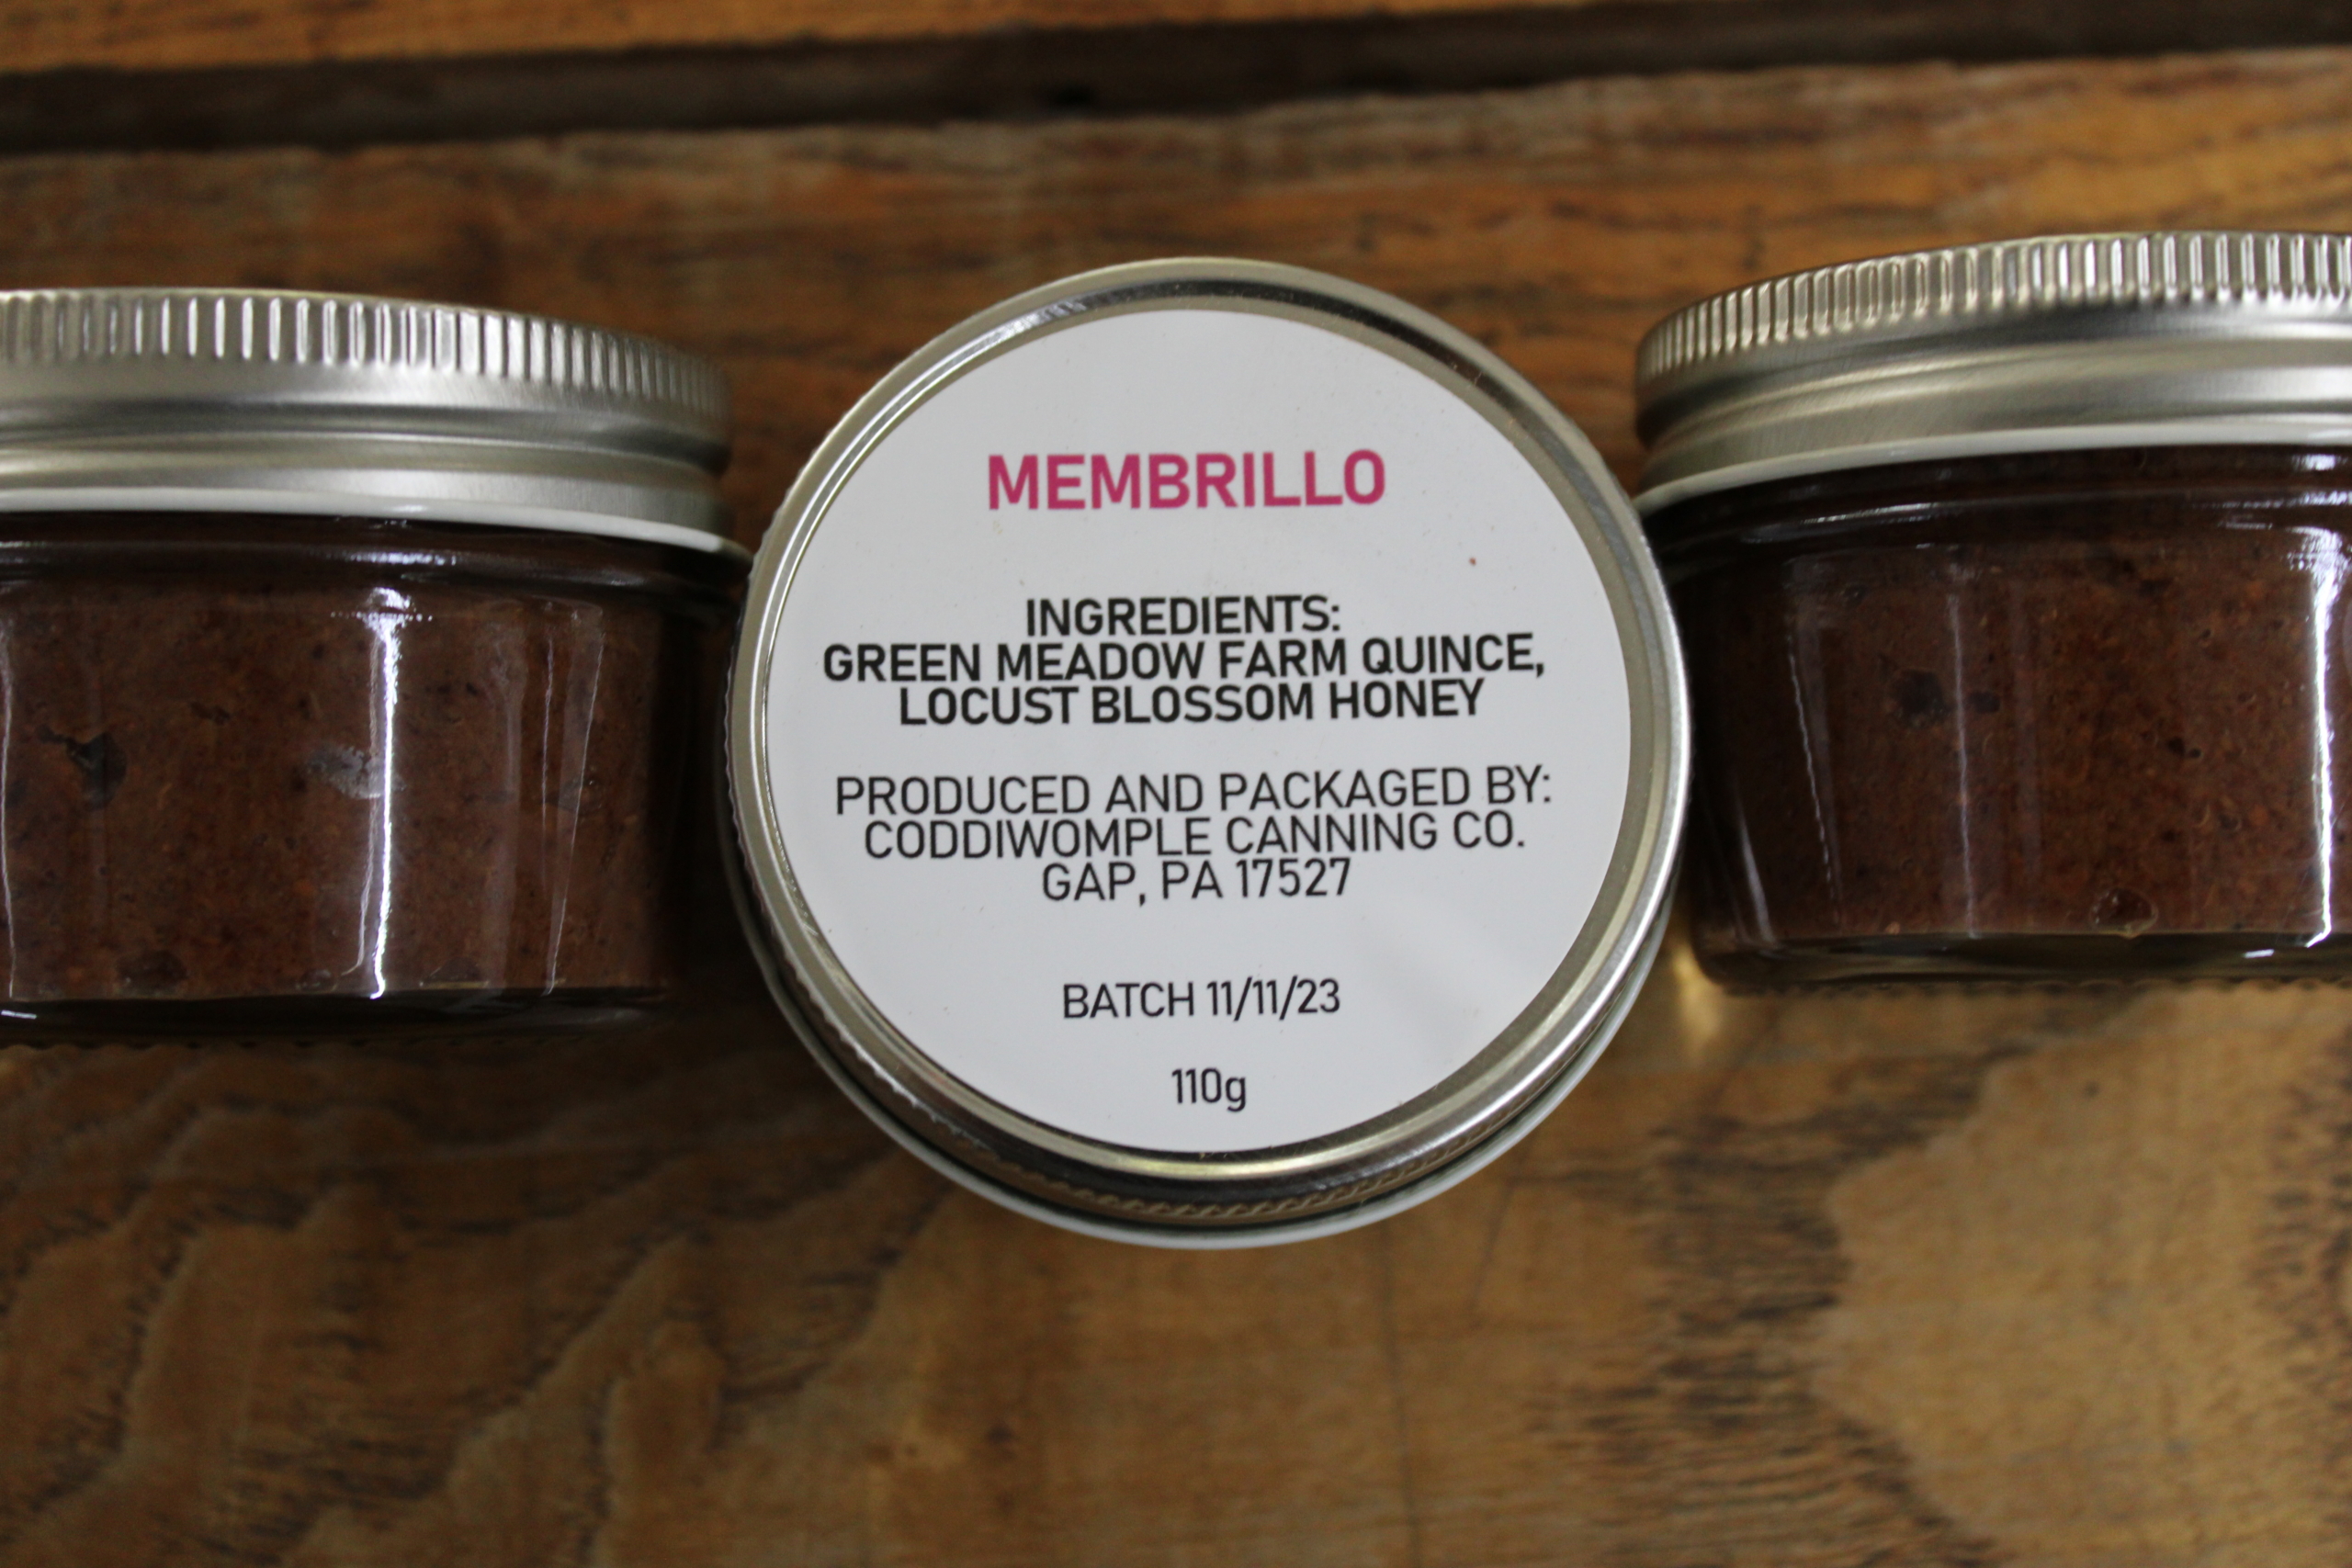 MEMBRILLO
INGREDIENTS:
GREEN MEADOW FARM QUINCE,
LOCUST BLOSSOM HONEY
PRODUCED AND PACKAGED BY:
CODDIWOMPLE CANNING CO.
GAP, PA 17527
BATCH 11/11/23
110g